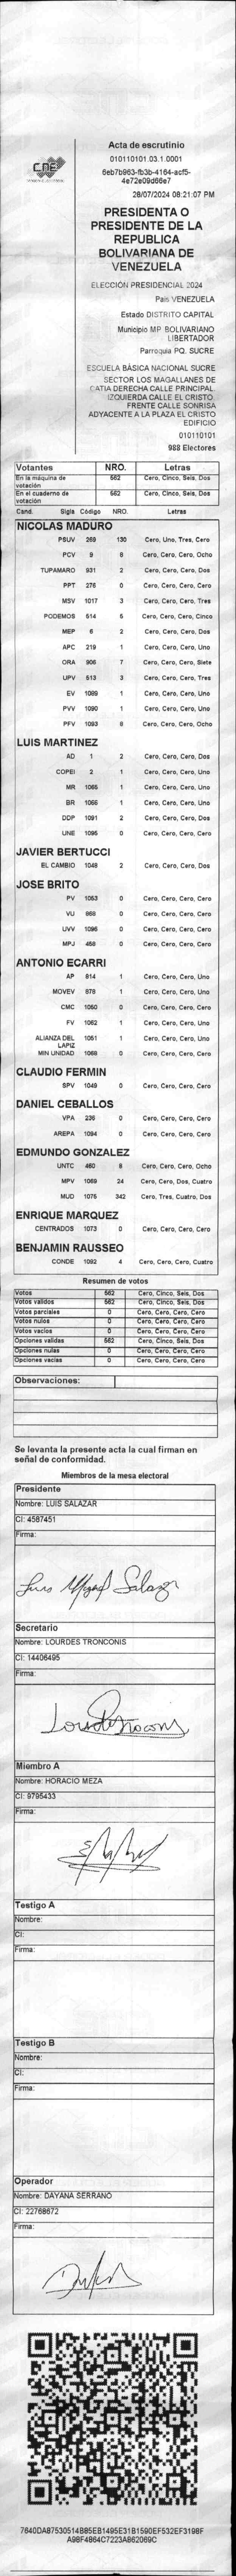 CNE
Acta de escrutinio
010110101.03.1.0001
6eb7b963-fb3b-4164-acf5-
4e72e09d66e7
28/07/2024 08:21:07 PM
PRESIDENTA O
PRESIDENTE DE LA
REPUBLICA
BOLIVARIANA DE
VENEZUELA
ELECCIÓN PRESIDENCIAL 2024
País VENEZUELA
Estado DISTRITO CAPITAL
Municipio MP. BOLIVARIANO
LIBERTADOR
Parroquia PQ. SUCRE
ESCUELA BÁSICA NACIONAL SUCRE
SECTOR LOS MAGALLANES DE
CATIA DERECHA CALLE PRINCIPAL.
IZQUIERDA CALLE EL CRISTO.
FRENTE CALLE SONRISA
ADYACENTE A LA PLAZA EL CRISTO
EDIFICIO
010110101
988 Electores
Votantes NRO. Letras
En la máquina de votación 562 Cero, Cinco, Seis, Dos
En el cuaderno de votación 562 Cero, Cinco, Seis, Dos
Cand. Sigla Código NRO. Letras
NICOLAS MADURO
PSUV 269 130 Cero, Uno, Tres, Cero
PCV 9 8 Cero, Cero, Cero, Ocho
TUPAMARO 931 2 Cero, Cero, Cero, Dos
PPT 276 0 Cero, Cero, Cero, Cero
MSV 1017 3 Cero, Cero, Cero, Tres
PODEMOS 514 5 Cero, Cero, Cero, Cinco
MEP 6 2 Cero, Cero, Cero, Dos
APC 219 1 Cero, Cero, Cero, Uno
ORA 906 7 Cero, Cero, Cero, Siete
UPV 513 3 Cero, Cero, Cero, Tres
EV 1089 1 Cero, Cero, Cero, Uno
PVV 1090 1 Cero, Cero, Cero, Uno
PFV 1093 8 Cero, Cero, Cero, Ocho
LUIS MARTINEZ
AD 1 2 Cero, Cero, Cero, Dos
COPEI 2 1 Cero, Cero, Cero, Uno
MR 1065 1 Cero, Cero, Cero, Uno
BR 1066 1 Cero, Cero, Cero, Uno
DDP 1091 2 Cero, Cero, Cero, Dos
UNE 1095 0 Cero, Cero, Cero, Cero
JAVIER BERTUCCI
EL CAMBIO 1048 2 Cero, Cero, Cero, Dos
JOSE BRITO
PV 1053 0 Cero, Cero, Cero, Cero
VU 968 0 Cero, Cero, Cero, Cero
UVV 1096 0 Cero, Cero, Cero, Cero
MPJ 458 0 Cero, Cero, Cero, Cero
ANTONIO ECARRI
AP 814 1 Cero, Cero, Cero, Uno
MOVEV 878 1 Cero, Cero, Cero, Uno
CMC 1050 0 Cero, Cero, Cero, Cero
FV 1062 1 Cero, Cero, Cero, Uno
ALIANZA DEL LAPIZ 1051 1 Cero, Cero, Cero, Uno
MIN UNIDAD 1068 0 Cero, Cero, Cero, Cero
CLAUDIO FERMIN
SPV 1049 0 Cero, Cero, Cero, Cero
DANIEL CEBALLOS
VPA 236 0 Cero, Cero, Cero, Cero
AREPA 1094 0 Cero, Cero, Cero, Cero
EDMUNDO GONZALEZ
UNTC 460 8 Cero, Cero, Cero, Ocho
MPV 1069 24 Cero, Cero, Dos, Cuatro
MUD 1075 342 Cero, Tres, Cuatro, Dos
ENRIQUE MARQUEZ
CENTRADOS 1073 0 Cero, Cero, Cero, Cero
BENJAMIN RAUSSEO
CONDE 1092 4 Cero, Cero, Cero, Cuatro
Resumen de votos
Votos 562 Cero, Cinco, Seis, Dos
Votos validos 562 Cero, Cinco, Seis, Dos
Votos parciales 0 Cero, Cero, Cero, Cero
Votos nulos 0 Cero, Cero, Cero, Cero
Votos vacios 0 Cero, Cero, Cero, Cero
Opciones validas 562 Cero, Cinco, Seis, Dos
Opciones nulas 0 Cero, Cero, Cero, Cero
Opciones vacias 0 Cero, Cero, Cero, Cero
Observaciones:
Se levanta la presente acta la cual firman en
señal de conformidad.
Miembros de la mesa electoral
Presidente
Nombre: LUIS SALAZAR
CI: 4587451
Firma:
Luis Miguel Salazar
Secretario
Nombre: LOURDES TRONCONIS
CI: 14406495
Firma:
Miembro A
Nombre: HORACIO MEZA
CI: 9795433
Firma:
Testigo A
Nombre:
CI:
Firma:
Testigo B
Nombre:
CI:
Firma:
Operador
Nombre: DAYANA SERRANO
CI: 22768672
Firma:
7640DA87530514B85EB1495E31B1590EF532EF3198F
A98F4864C7223A862069C